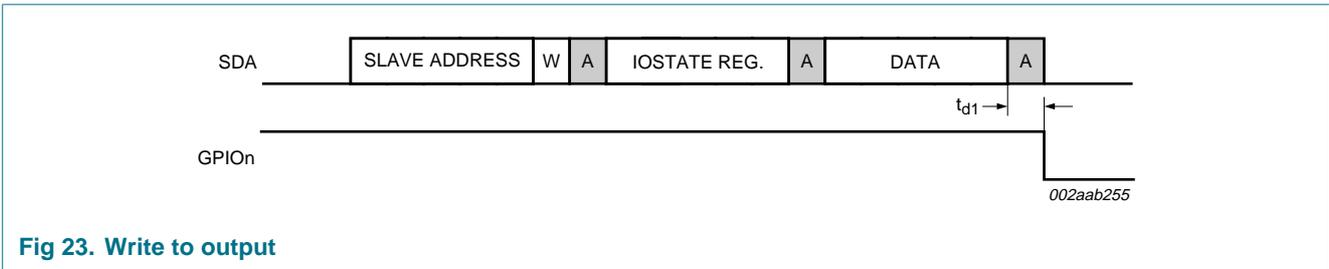 SDA SLAVE ADDRESS W A IOSTATE REG. A DATA A
td1
GPIOn
002aab255
Fig 23. Write to output